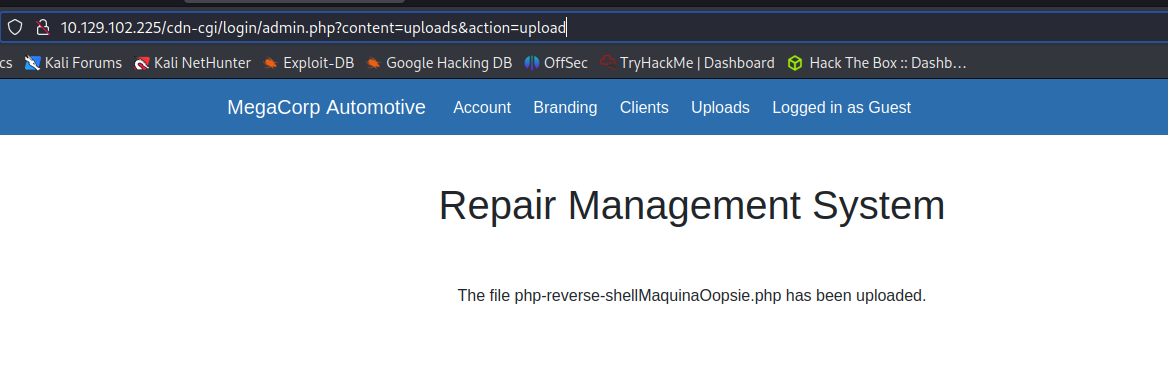 10.129.102.225/cdn-cgi/login/admin.php?content=uploads&action=upload
cs Kali Forums Kali NetHunter Exploit-DB Google Hacking DB OffSec TryHackMe | Dashboard Hack The Box :: Dashb…
MegaCorp Automotive Account Branding Clients Uploads Logged in as Guest
Repair Management System
The file php-reverse-shellMaquinaOopsie.php has been uploaded.